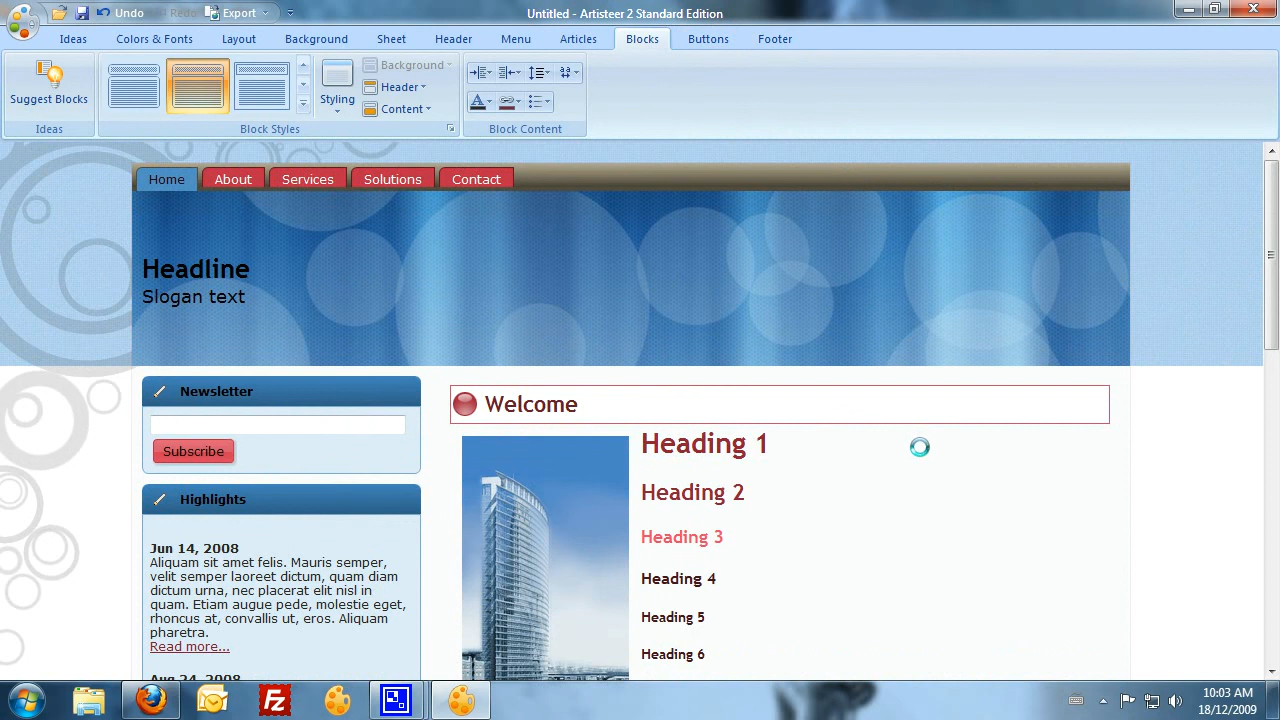 Untitled - Artisteer 2 Standard Edition
Undo Redo Export
Ideas Colors & Fonts Layout Background Sheet Header Menu Articles Blocks Buttons Footer
Suggest Blocks
Styling
Background
Header
Content
Ideas Block Styles Block Content
Home About Services Solutions Contact
Headline
Slogan text
Newsletter
Subscribe
Highlights
Jun 14, 2008
Aliquam sit amet felis. Mauris semper,
velit semper laoreet dictum, quam diam
dictum urna, nec placerat elit nisl in
quam. Etiam augue pede, molestie eget,
rhoncus at, convallis ut, eros. Aliquam
pharetra.
Read more...
Aug 24, 2008
Welcome
Heading 1
Heading 2
Heading 3
Heading 4
Heading 5
Heading 6
10:03 AM
18/12/2009